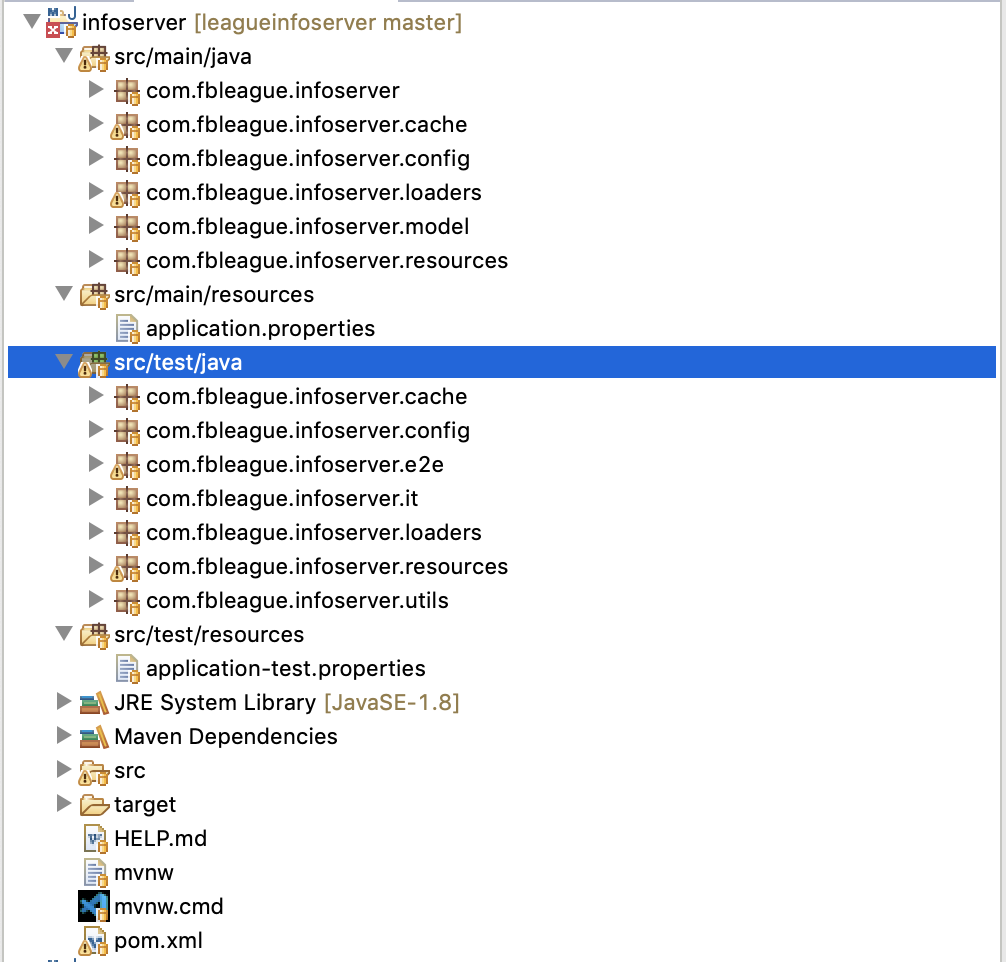 infoserver [leagueinfoserver master]
src/main/java
com.fbleague.infoserver
com.fbleague.infoserver.cache
com.fbleague.infoserver.config
com.fbleague.infoserver.loaders
com.fbleague.infoserver.model
com.fbleague.infoserver.resources
src/main/resources
application.properties
src/test/java
com.fbleague.infoserver.cache
com.fbleague.infoserver.config
com.fbleague.infoserver.e2e
com.fbleague.infoserver.it
com.fbleague.infoserver.loaders
com.fbleague.infoserver.resources
com.fbleague.infoserver.utils
src/test/resources
application-test.properties
JRE System Library [JavaSE-1.8]
Maven Dependencies
src
target
HELP.md
mvnw
mvnw.cmd
pom.xml